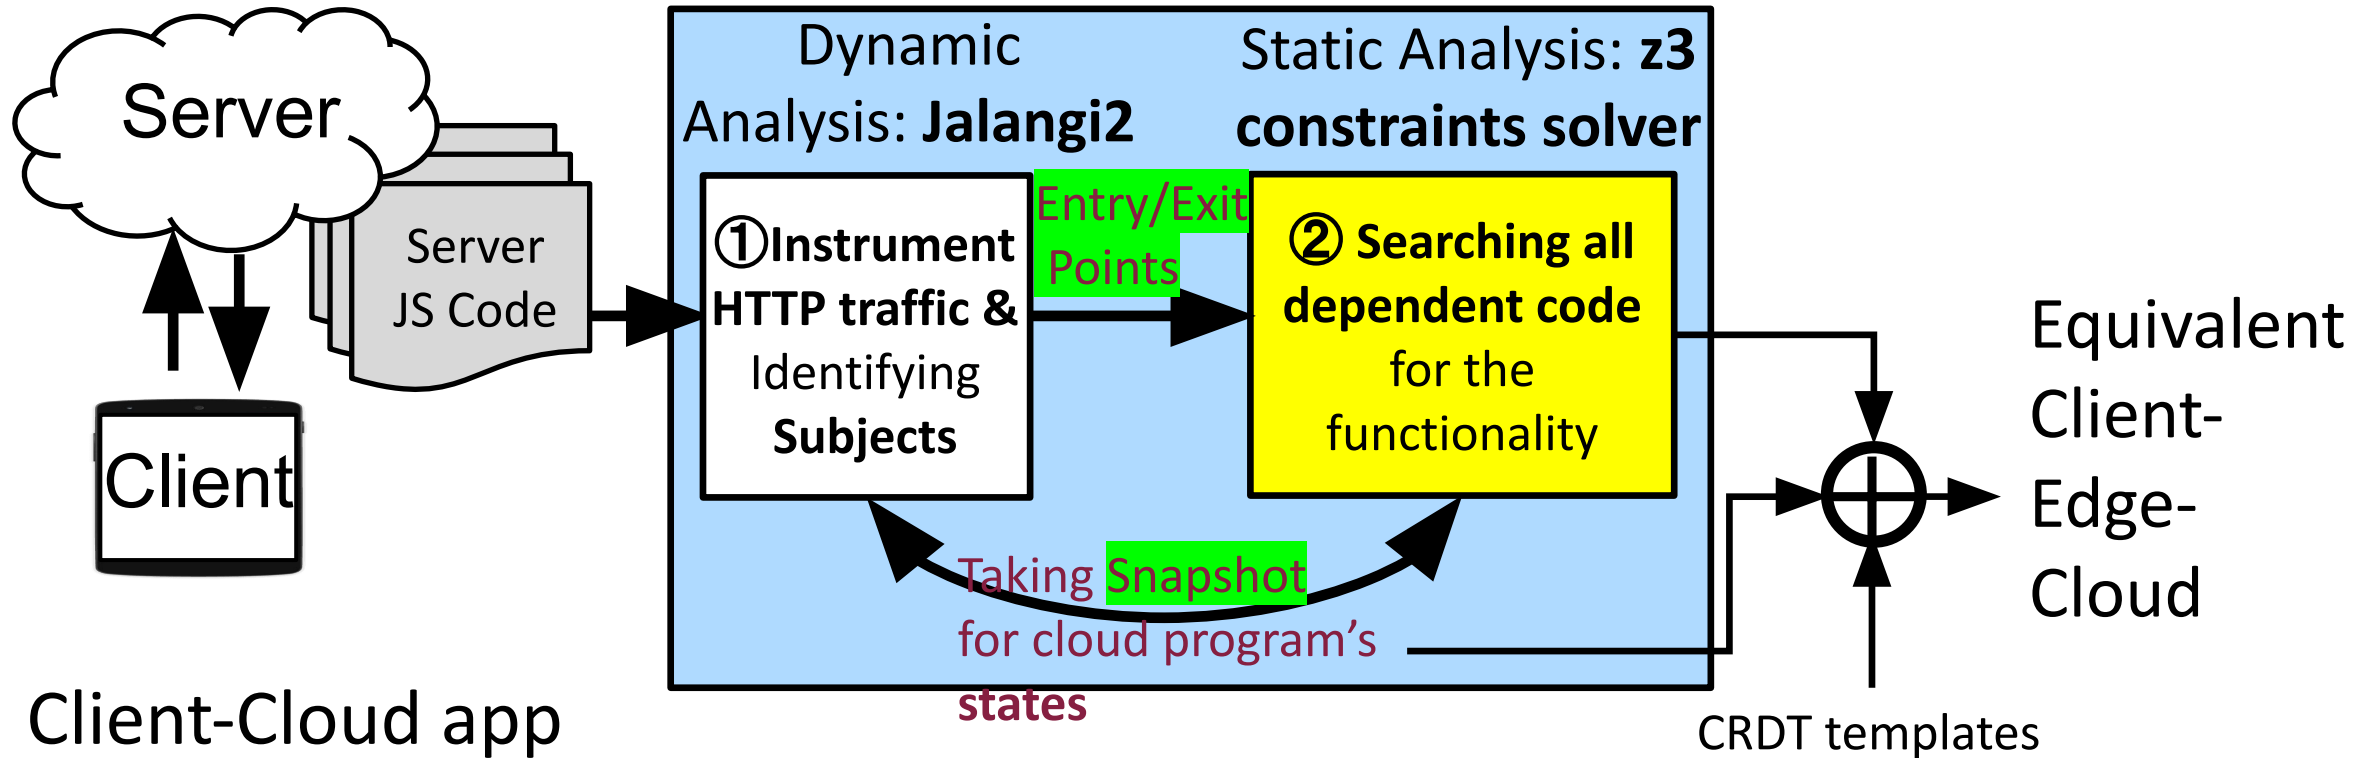 Server
Server
JS Code
Client
Client-Cloud app
Dynamic
Analysis: Jalangi2
Static Analysis: z3
constraints solver
①Instrument
HTTP traffic &
Identifying
Subjects
Entry/Exit
Points
② Searching all
dependent code
for the
functionality
Taking Snapshot
for cloud program’s
states
CRDT templates
Equivalent
Client-
Edge-
Cloud